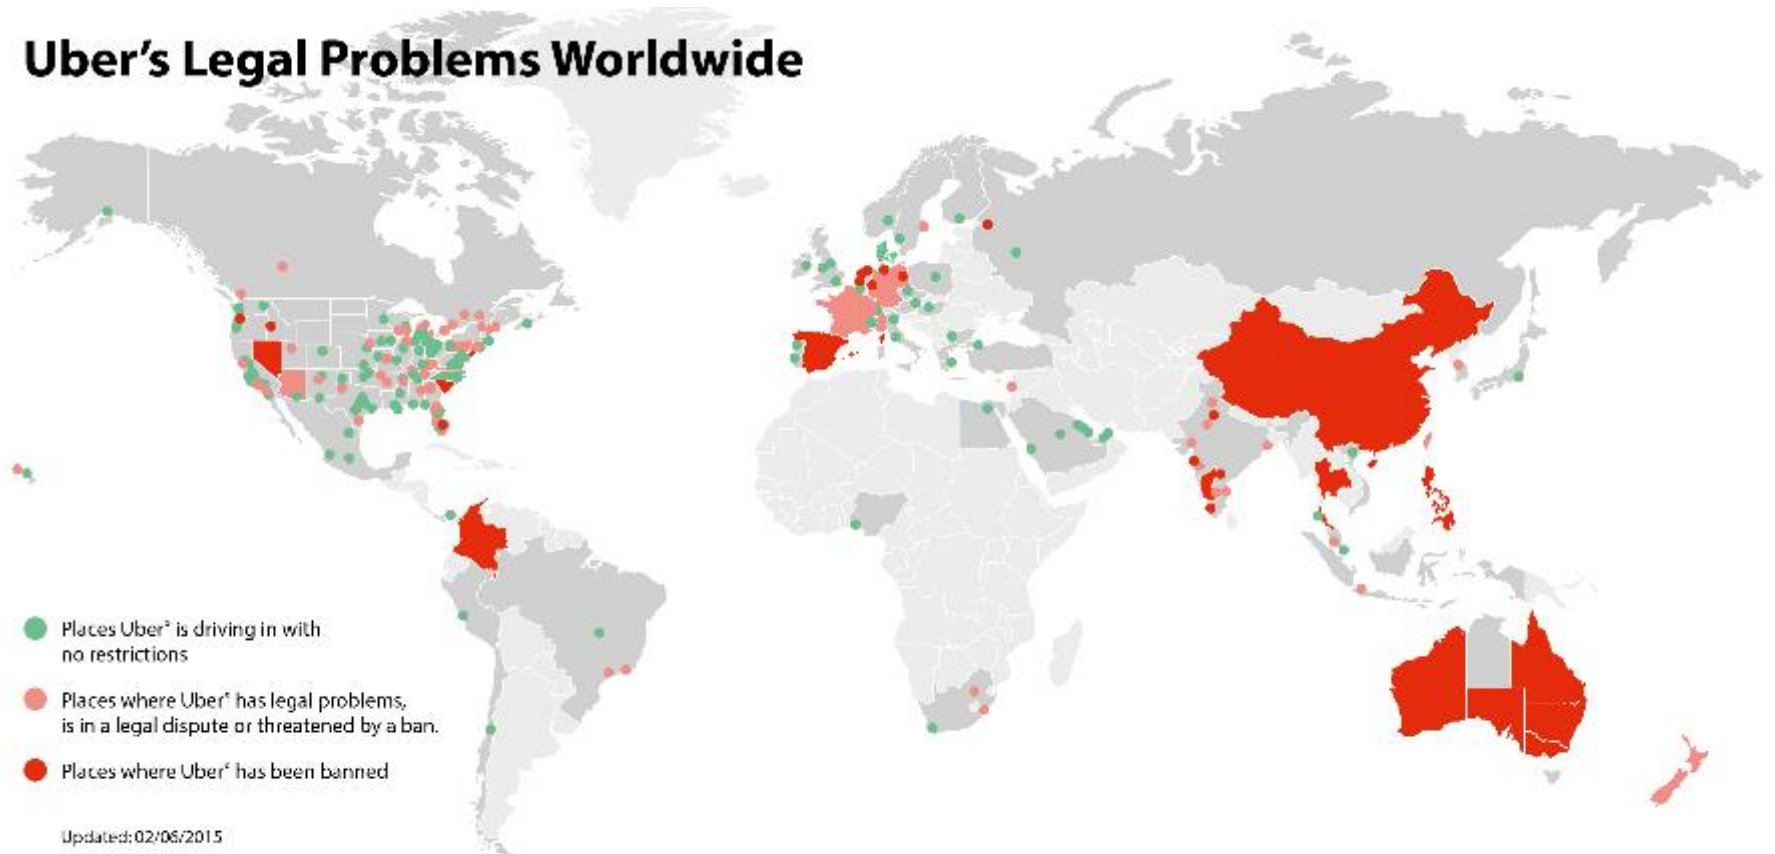 Uber's Legal Problems Worldwide
Places Uber° is driving in with
no restrictions
Places where Uber° has legal problems,
is in a legal dispute or threatened by a ban.
Places where Uber° has been banned
Updated: 02/06/2015